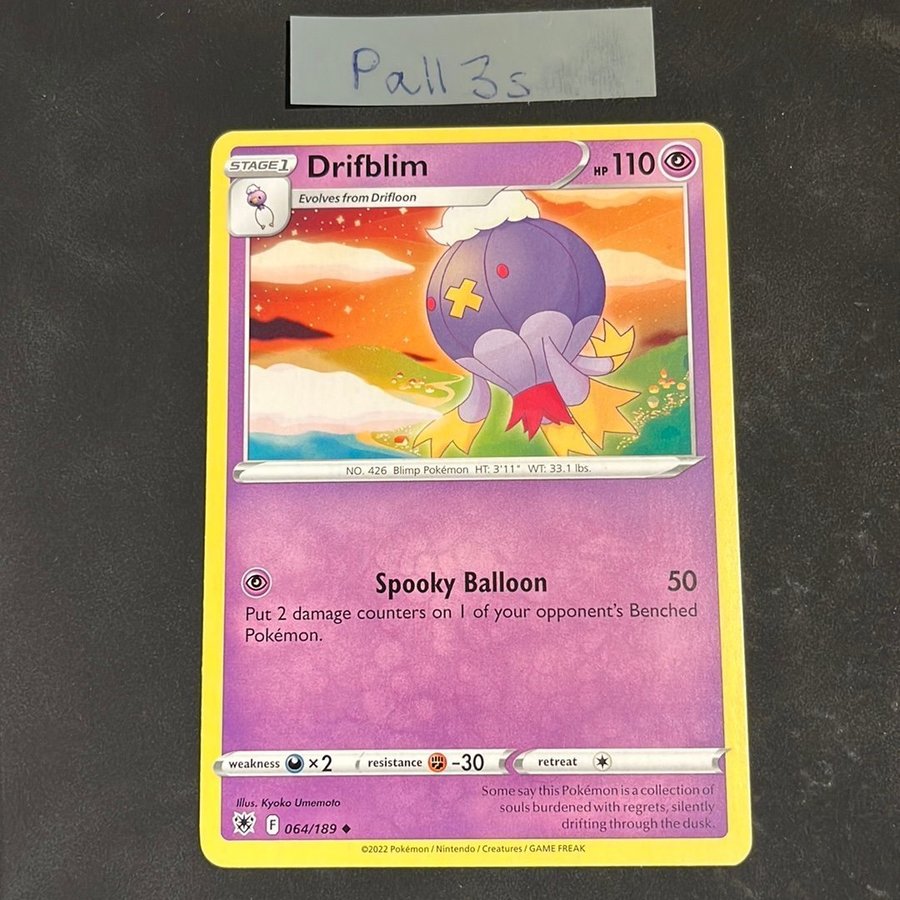 Pall3s
STAGE 1 Drifblim HP 110
Evolves from Drifloon
NO. 426 Blimp Pokémon HT: 3'11" WT: 33.1 lbs.
Spooky Balloon 50
Put 2 damage counters on 1 of your opponent's Benched
Pokémon.
weakness ×2 resistance -30 retreat
Some say this Pokémon is a collection of
souls burdened with regrets, silently
drifting through the dusk.
Illus. Kyoko Umemoto
F 064/189
©2022 Pokémon / Nintendo / Creatures / GAME FREAK